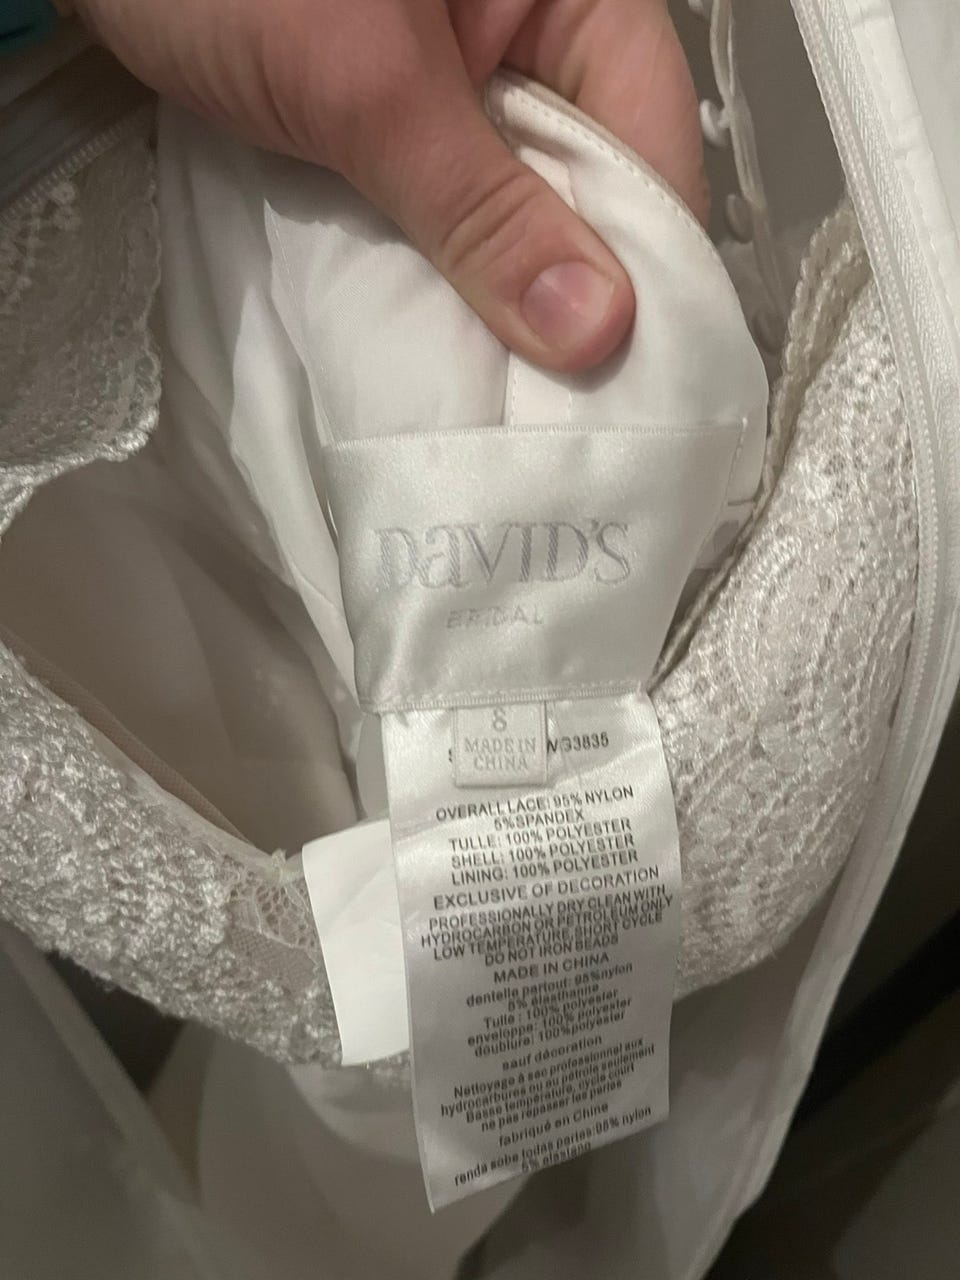 DAVID'S
BRIDAL
8
MADE IN
CHINA
WG3835
OVERALL LACE: 95% NYLON
5%SPANDEX
TULLE: 100% POLYESTER
SHELL: 100% POLYESTER
LINING: 100% POLYESTER
EXCLUSIVE OF DECORATION
PROFESSIONALLY DRY CLEAN WITH
HYDROCARBON OR PETROLEUM ONLY
LOW TEMPERATURE, SHORT CYCLE
DO NOT IRON BEADS
MADE IN CHINA
dentelle partout: 95%nylon
5% élasthanne
Tulle : 100% polyester
enveloppe: 100% polyester
doublure: 100%polyester
sauf décoration
Nettoyage à sec professionnel aux
hydrocarbures ou au pétrole seulement
Basse température, cycle court
ne pas repasser les perles
fabriqué en Chine
renda sobe todas partes:95% nylon
5% elastang